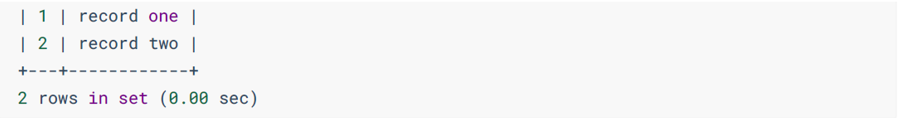 | 1 | record one |
| 2 | record two |
+---+------------+
2 rows in set (0.00 sec)